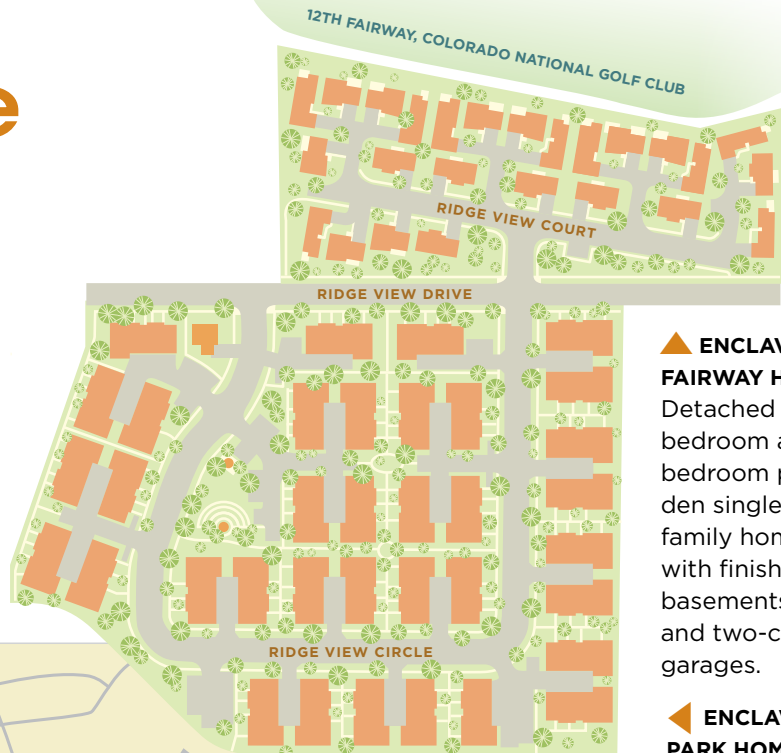 12TH FAIRWAY, COLORADO NATIONAL GOLF CLUB
e
RIDGE VIEW COURT
RIDGE VIEW DRIVE
RIDGE VIEW CIRCLE
ENCLAV
FAIRWAY H
Detached
bedroom a
bedroom p
den single
family hom
with finish
basements
and two-c
garages.
ENCLAV
PARK HOM